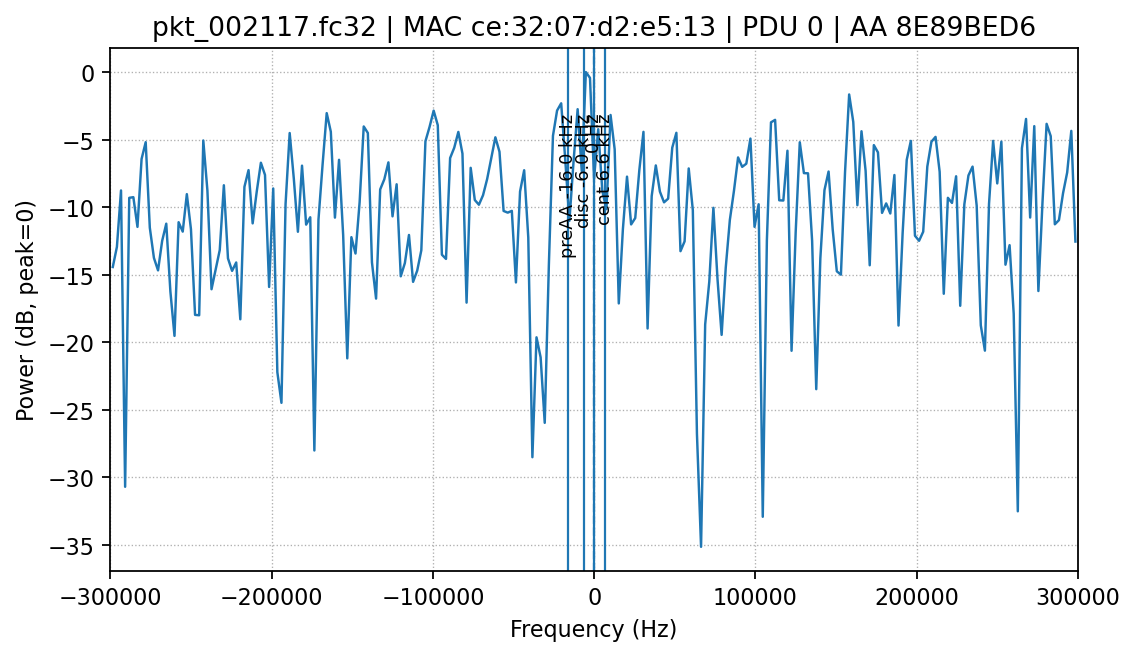 pkt_002117.fc32 | MAC ce:32:07:d2:e5:13 | PDU 0 | AA 8E89BED6
Power (dB, peak=0)
0
−5
−10
−15
−20
−25
−30
−35
preAA -16.0 kHz
disc -6.0 kHz
0 Hz
cent 6.6 kHz
−300000
−200000
−100000
0
100000
200000
300000
Frequency (Hz)